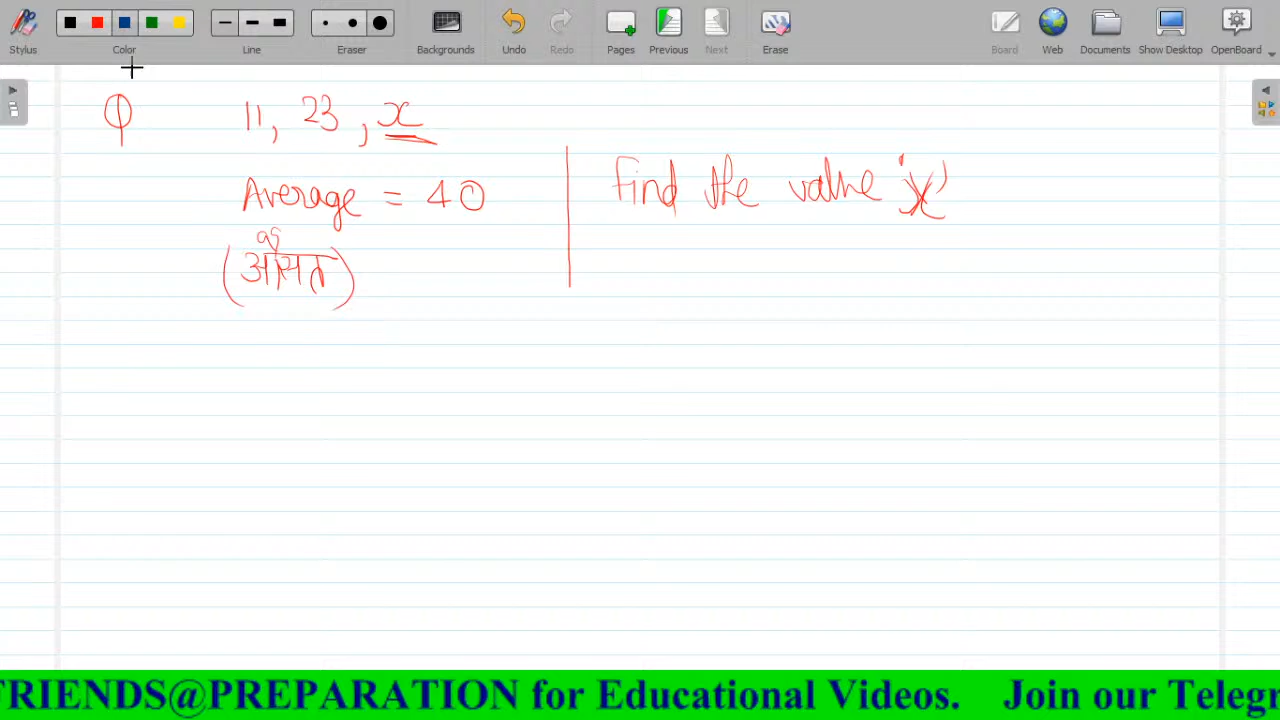 Stylus
Color
Line
Eraser
Backgrounds
Undo
Redo
Pages
Previous
Next
Erase
Board
Web
Documents
Show Desktop
OpenBoard
Q 11, 23, x
Average = 40
(औसत)
Find the value 'x'
FRIENDS@PREPARATION for Educational Videos. Join our Telegr